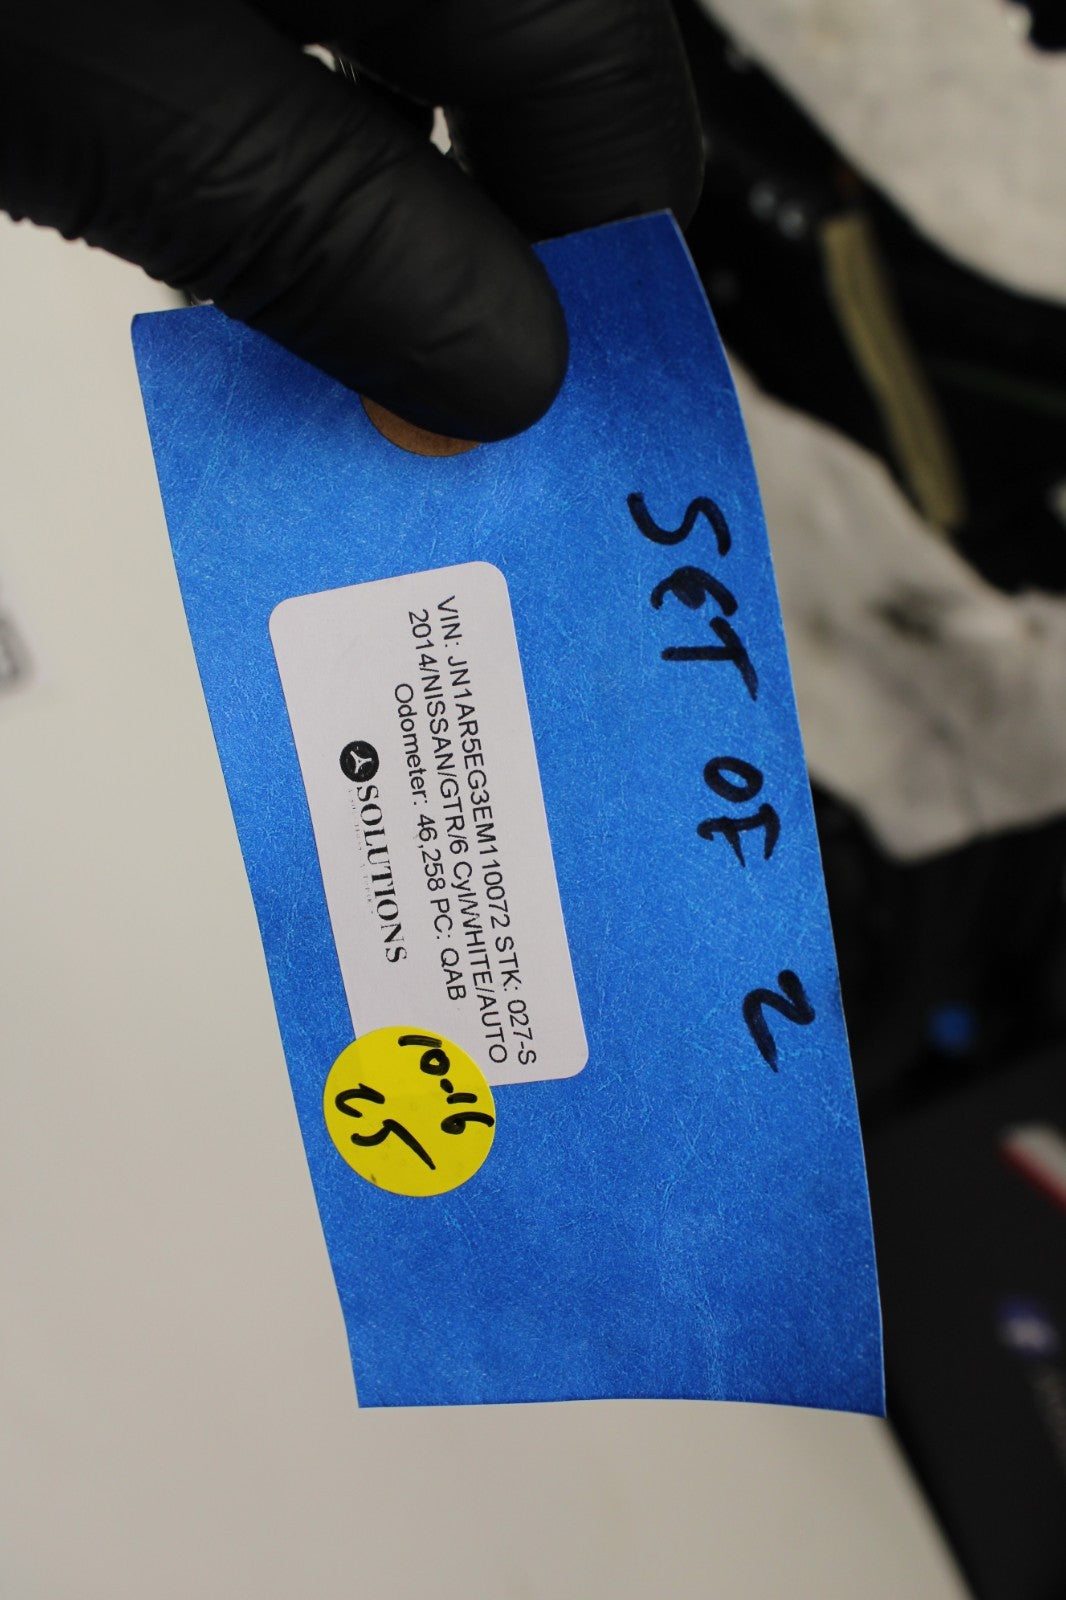 SET OF 2
VIN: JN1AR5EG3EM110072 STK: 027-S
2014/NISSAN/GTR/6 Cyl/WHITE/AUTO
Odometer: 46,258 PC: QAB
SOLUTIONS
10-16
25